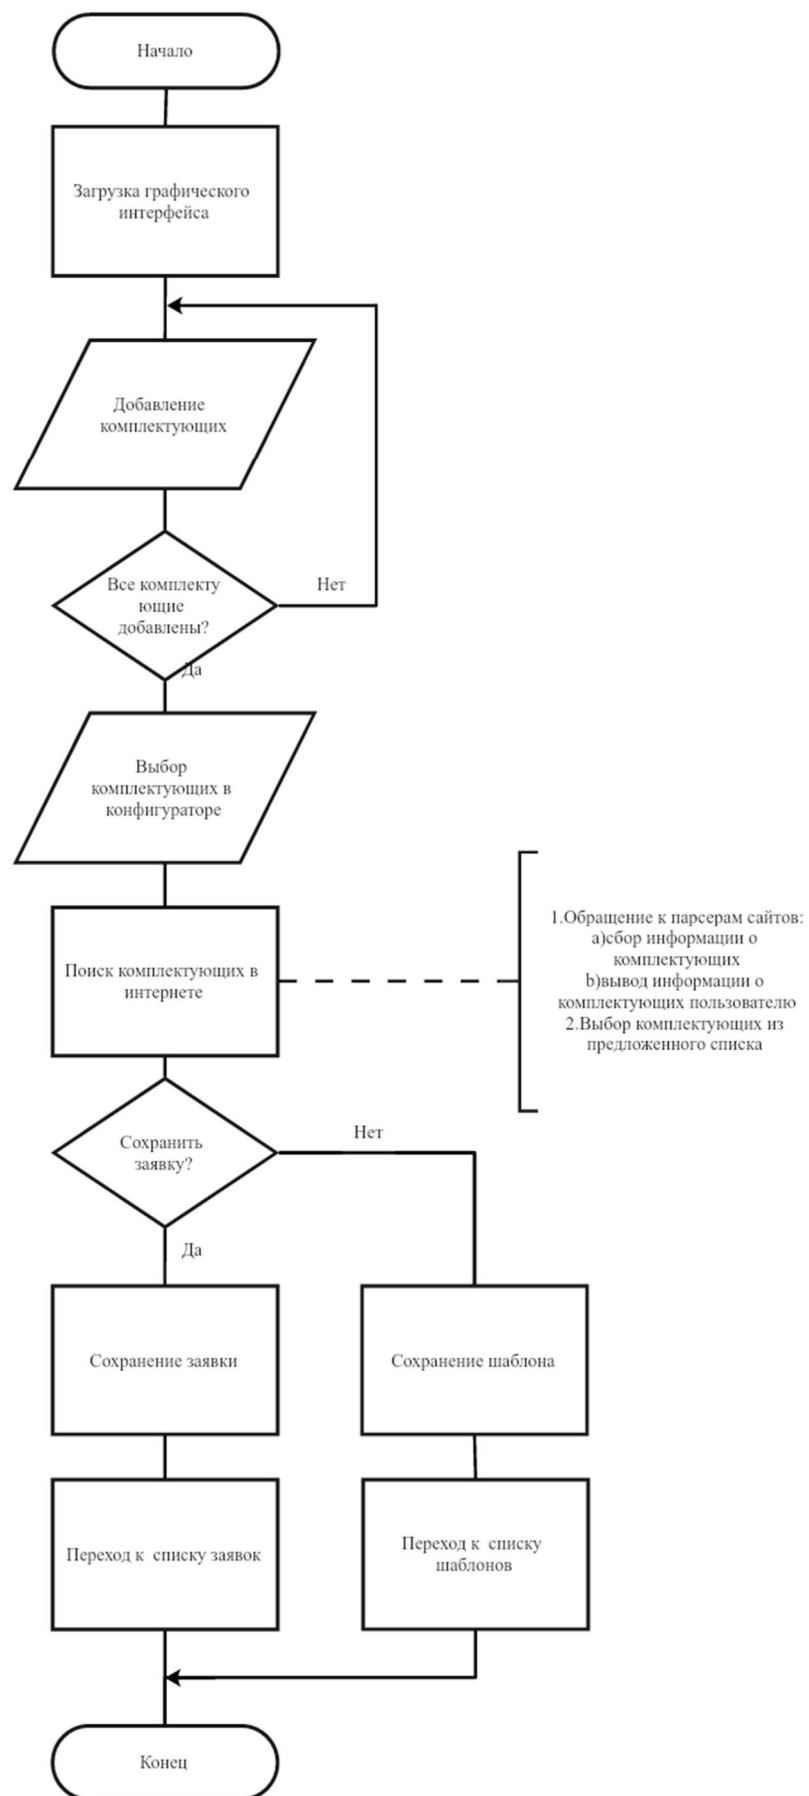 Начало
Загрузка графического
интерфейса
Добавление
комплектующих
Все комплекту
ющие
добавлены?
Нет
Да
Выбор
комплектующих в
конфигураторе
Поиск комплектующих в
интернете
1.Обращение к парсерам сайтов:
a)сбор информации о
комплектующих
b)вывод информации о
комплектующих пользователю
2.Выбор комплектующих из
предложенного списка
Сохранить
заявку?
Нет
Да
Сохранение заявки
Сохранение шаблона
Переход к списку заявок
Переход к списку
шаблонов
Конец